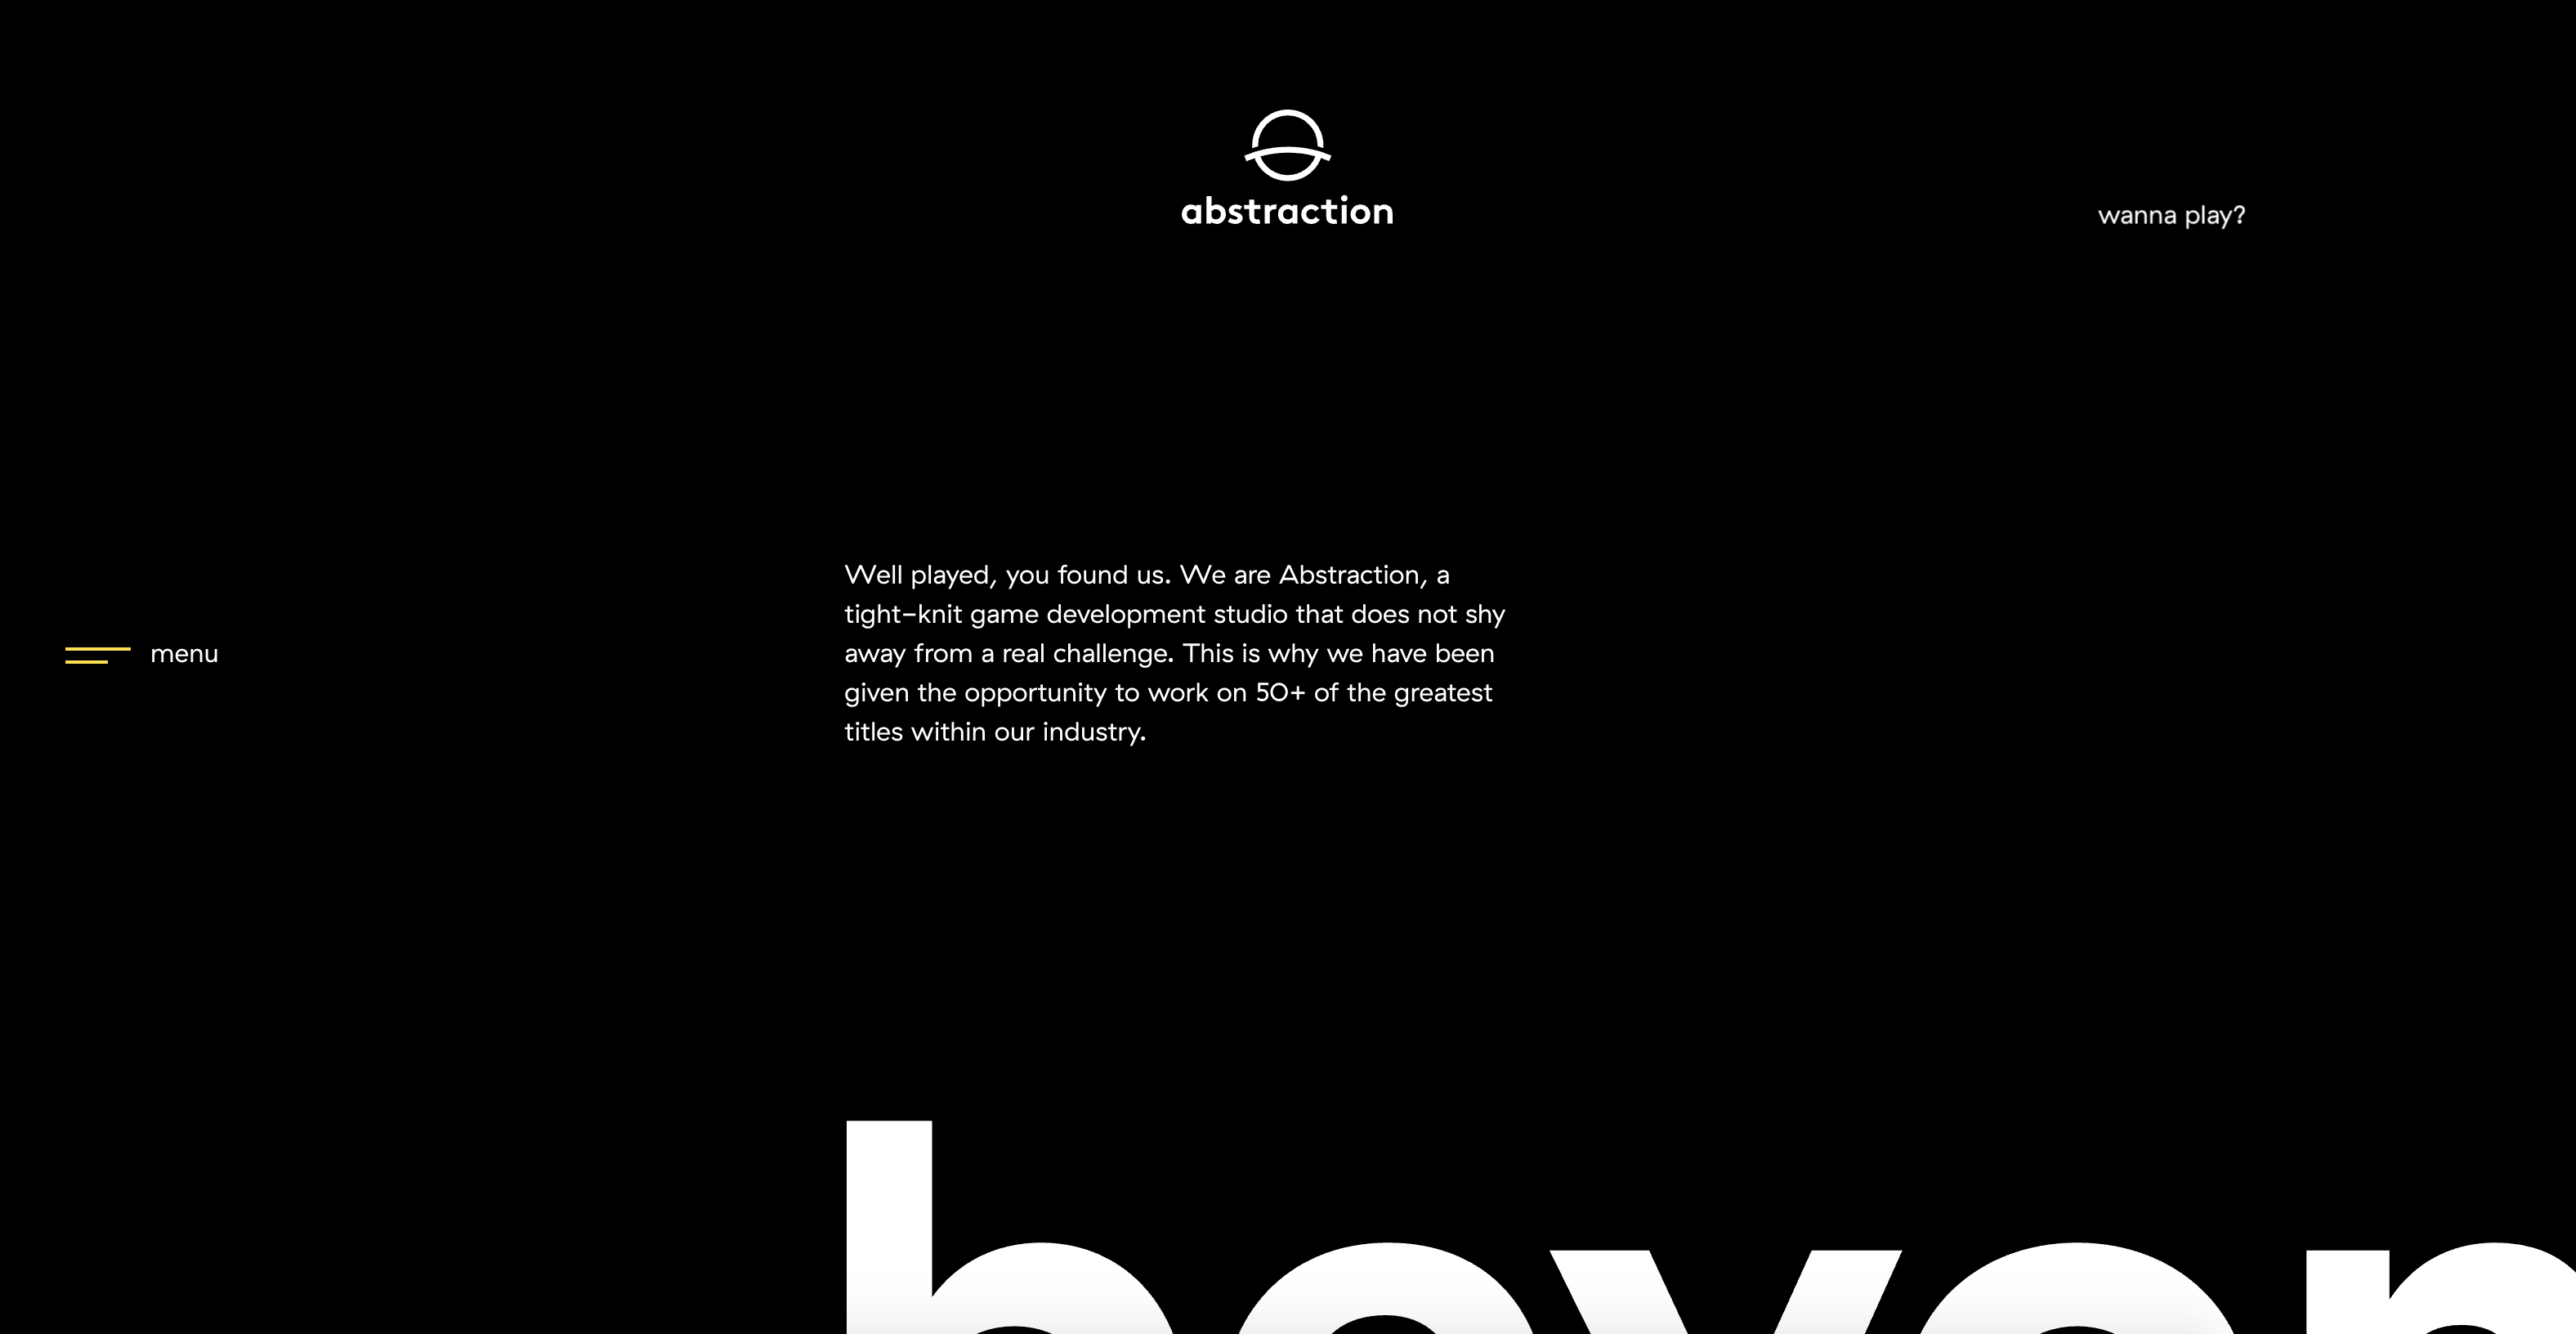 abstraction
wanna play?
Well played, you found us. We are Abstraction, a
tight-knit game development studio that does not shy
away from a real challenge. This is why we have been
given the opportunity to work on 50+ of the greatest
titles within our industry.
menu